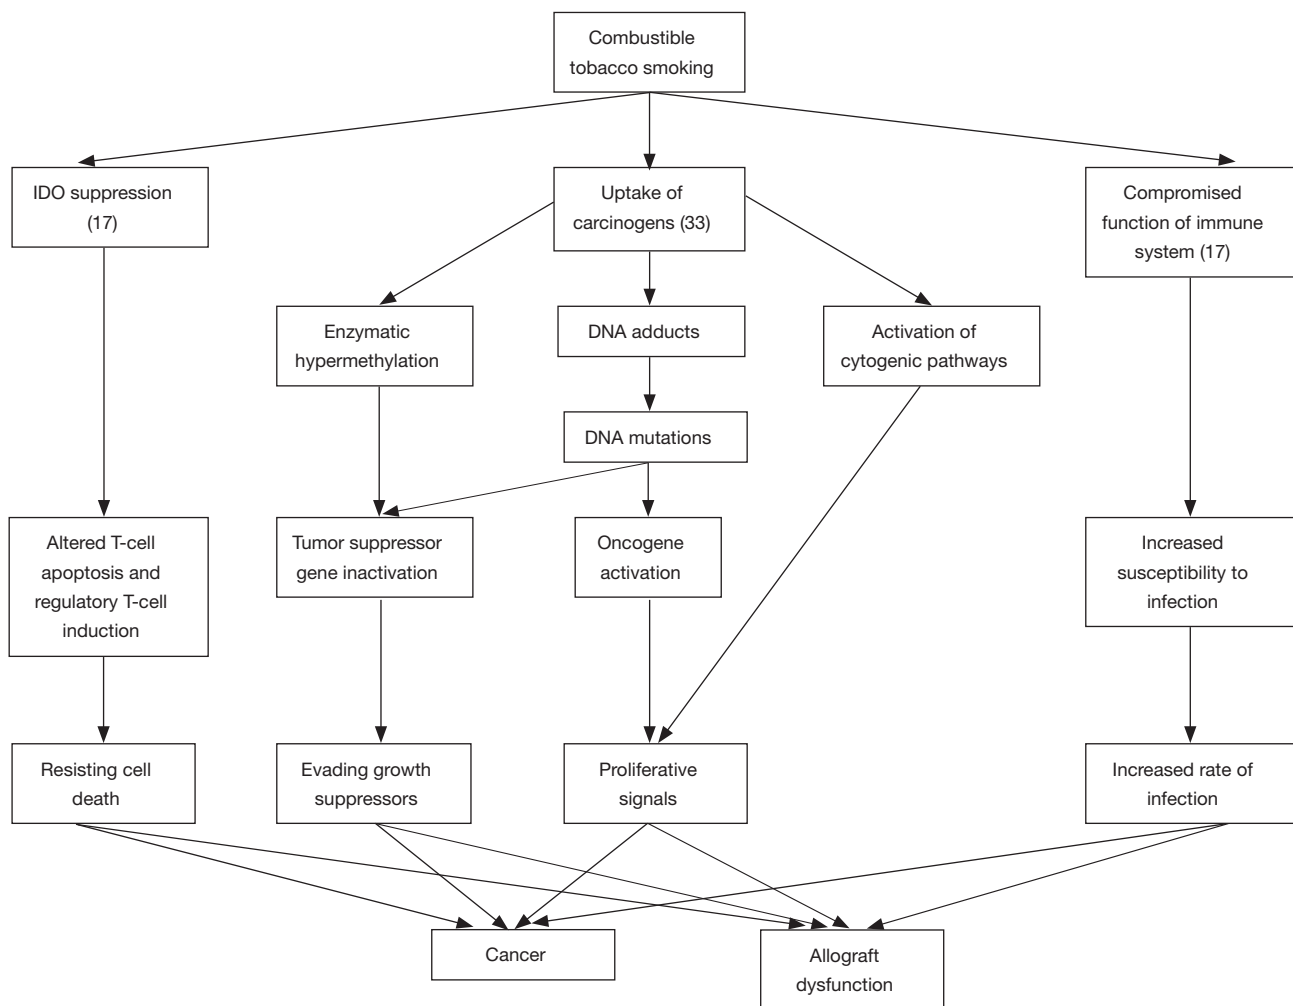 Combustible
tobacco smoking
IDO suppression
(17)
Uptake of
carcinogens (33)
Compromised
function of immune
system (17)
Enzymatic
hypermethylation
DNA adducts
Activation of
cytogenic pathways
DNA mutations
Altered T-cell
apoptosis and
regulatory T-cell
induction
Tumor suppressor
gene inactivation
Oncogene
activation
Increased
susceptibility to
infection
Resisting cell
death
Evading growth
suppressors
Proliferative
signals
Increased rate of
infection
Cancer
Allograft
dysfunction